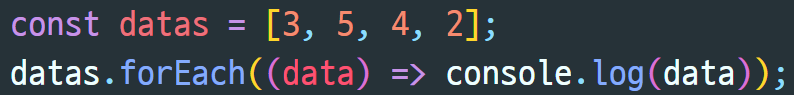 const datas = [3, 5, 4, 2];
datas.forEach((data) => console.log(data));